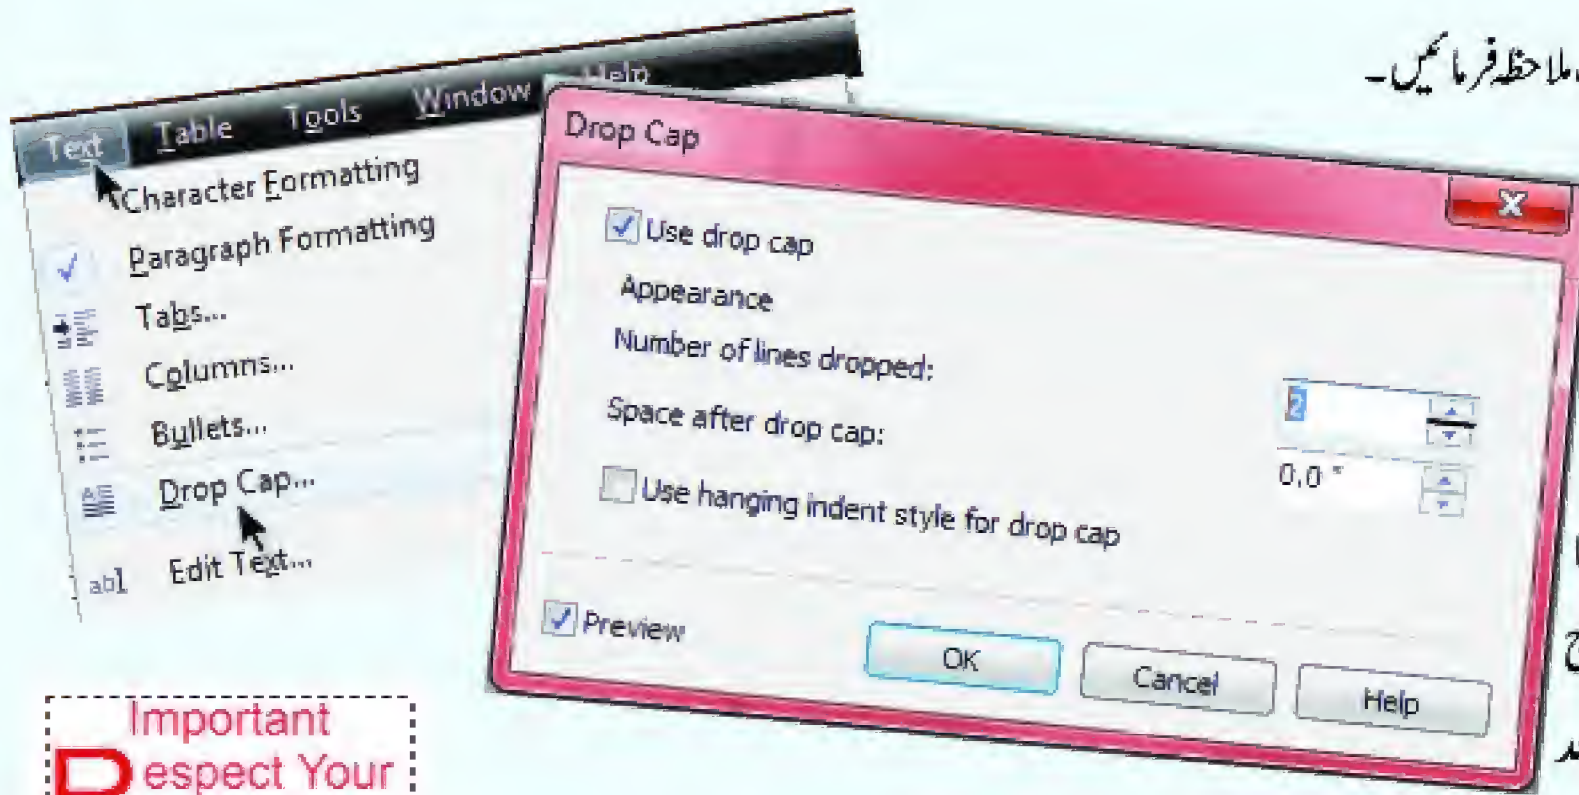 ملاحظہ فرمائیں۔
Text Table Tools Window Help
Character Formatting
Paragraph Formatting
Tabs...
Columns...
Bullets...
Drop Cap...
abl Edit Text...
Drop Cap
Use drop cap
Appearance
Number of lines dropped:
2
Space after drop cap:
0.0 "
Use hanging indent style for drop cap
Preview
OK Cancel Help
Important
Respect Your